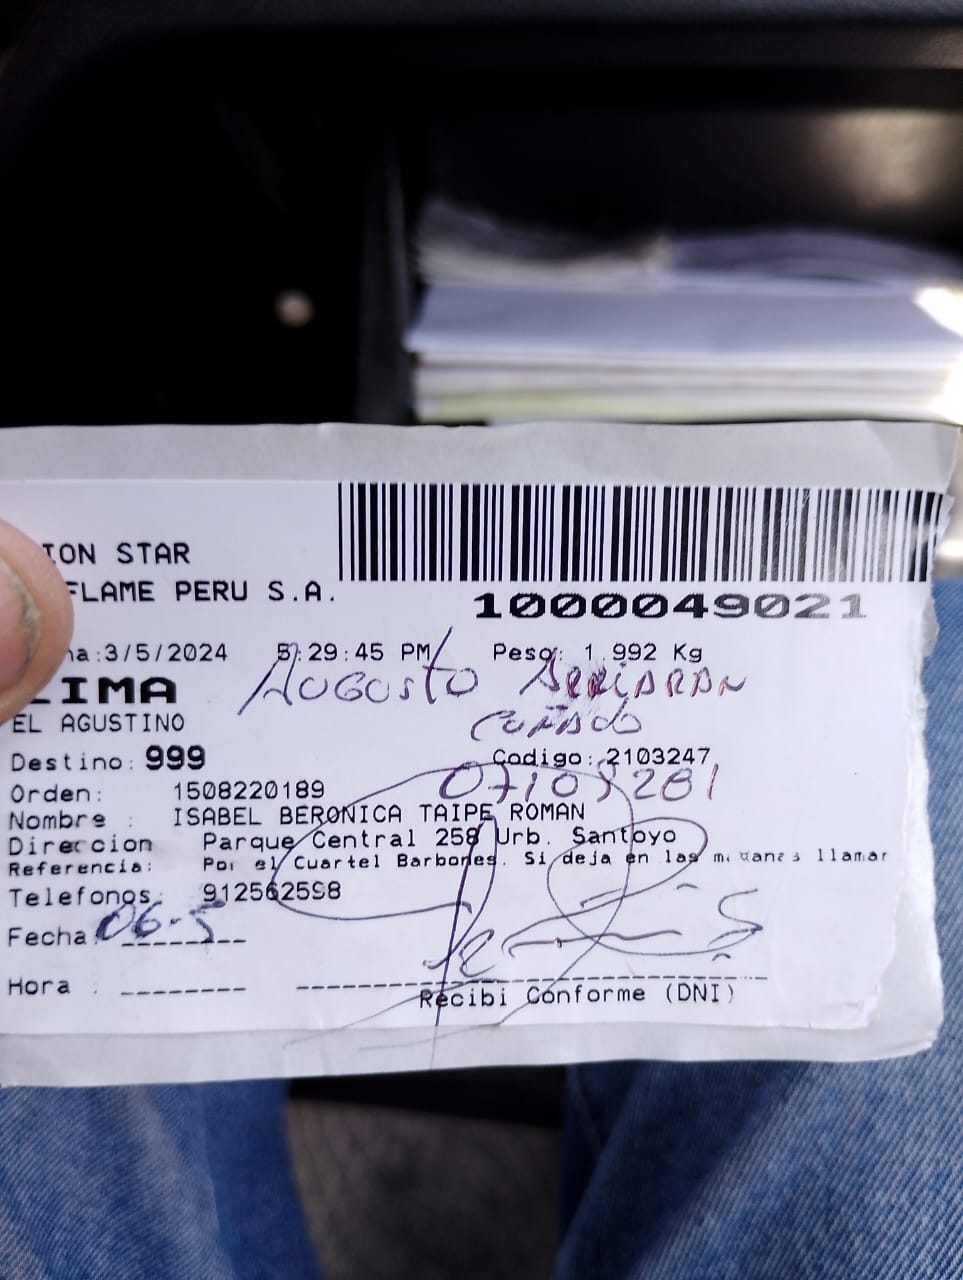 ION STAR
FLAME PERU S.A.
1000049021
na:3/5/2024 5:29:45 PM Peso: 1.992 Kg
LIMA
AUGUSTO
EL AGUSTINO
CUÑADO
Destino: 999 Codigo: 2103247
Orden: 1508220189
Nombre : ISABEL BERONICA TAIPE ROMAN
Direccion Parque Central 258 Urb. Santoyo
Referencia: Por el Cuartel Barbones. Si deja en las llamar
Telefonos: 912562598
Fecha: 06-5
Hora :
Recibi Conforme (DNI)